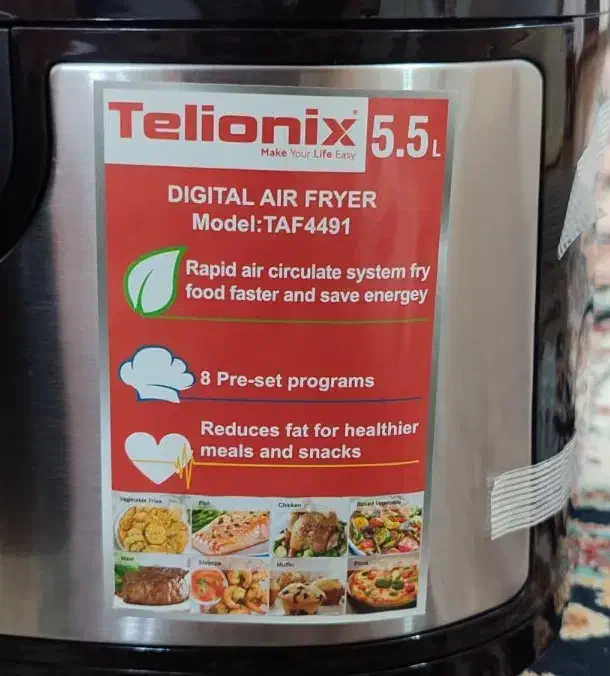 Telionix®
5.5L
Make Your Life Easy
DIGITAL AIR FRYER
Model:TAF4491
Rapid air circulate system fry
food faster and save energey
8 Pre-set programs
Reduces fat for healthier
meals and snacks
Vegetable Fries Fish Chicken Baked Vegetable
Meat Shrimps Muffin Pizza